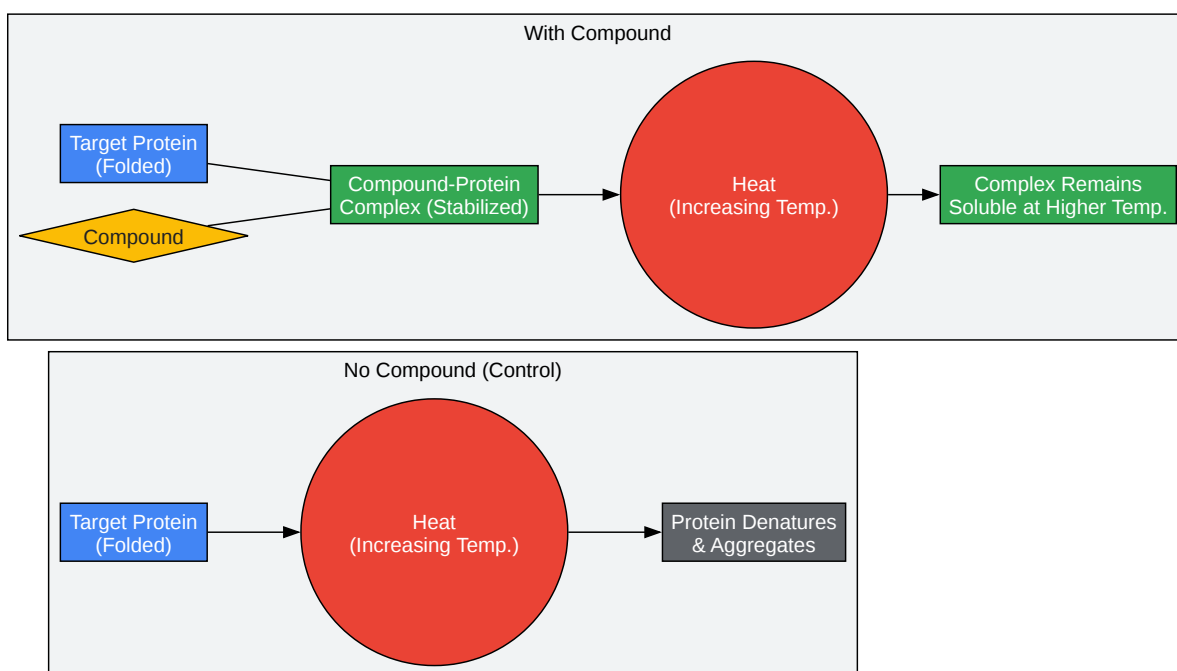 With Compound
Target Protein
(Folded)
Compound
Compound-Protein
Complex (Stabilized)
Heat
(Increasing Temp.)
Complex Remains
Soluble at Higher Temp.
No Compound (Control)
Target Protein
(Folded)
Heat
(Increasing Temp.)
Protein Denatures
& Aggregates